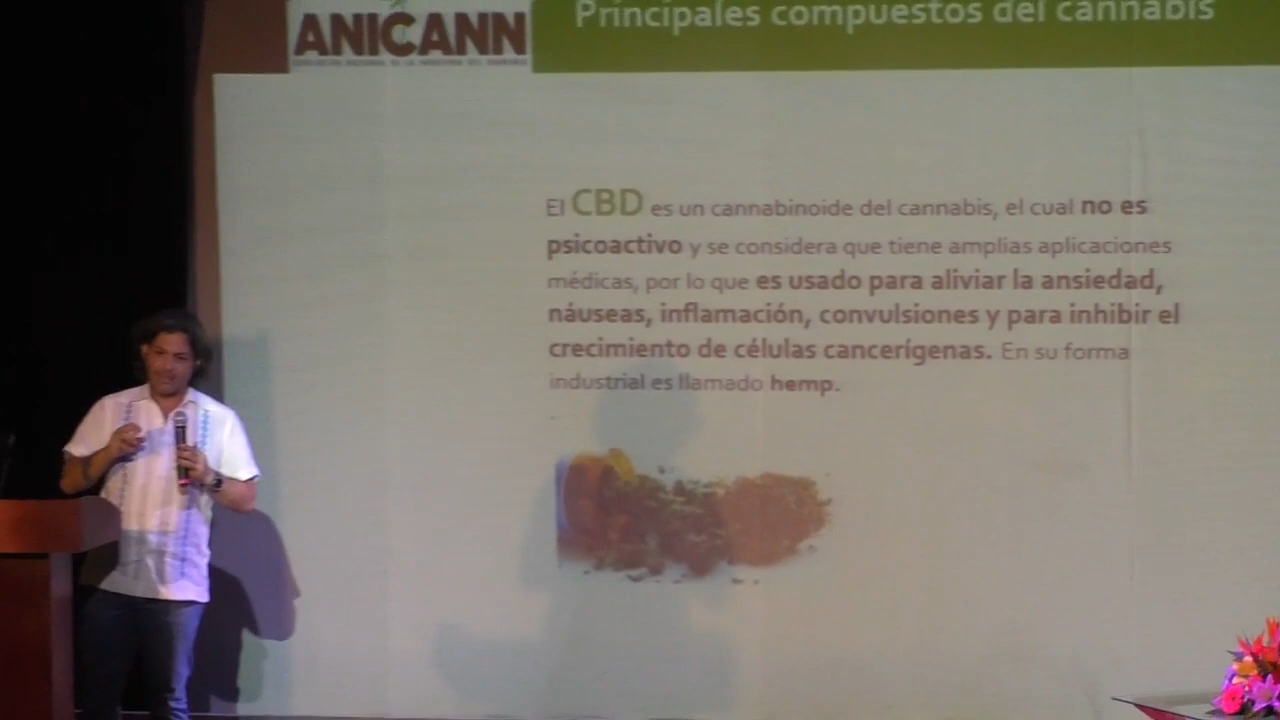 ANICANN
Principales compuestos del cannabis
El CBD es un cannabinoide del cannabis, el cual no es
psicoactivo y se considera que tiene amplias aplicaciones
médicas, por lo que es usado para aliviar la ansiedad,
náuseas, inflamación, convulsiones y para inhibir el
crecimiento de células cancerígenas. En su forma
industrial es llamado hemp.